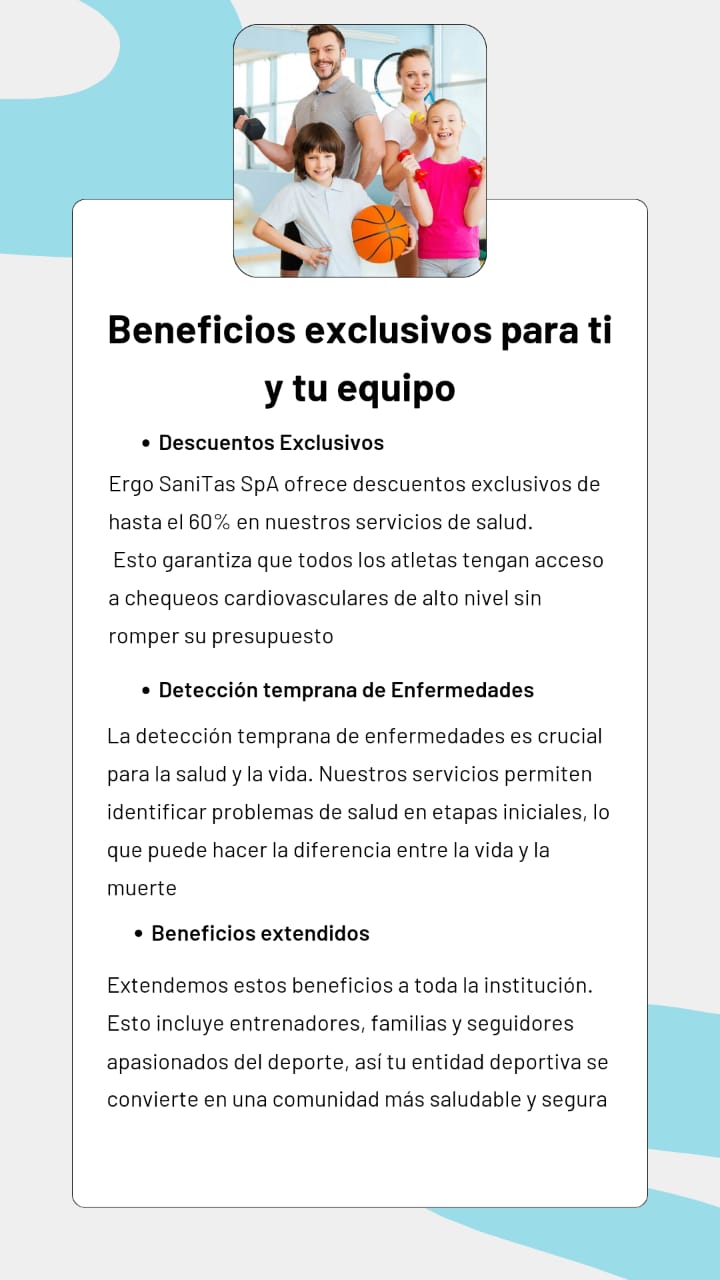 Beneficios exclusivos para ti
y tu equipo
• Descuentos Exclusivos
Ergo SaniTas SpA ofrece descuentos exclusivos de
hasta el 60% en nuestros servicios de salud.
Esto garantiza que todos los atletas tengan acceso
a chequeos cardiovasculares de alto nivel sin
romper su presupuesto
• Detección temprana de Enfermedades
La detección temprana de enfermedades es crucial
para la salud y la vida. Nuestros servicios permiten
identificar problemas de salud en etapas iniciales, lo
que puede hacer la diferencia entre la vida y la
muerte
• Beneficios extendidos
Extendemos estos beneficios a toda la institución.
Esto incluye entrenadores, familias y seguidores
apasionados del deporte, así tu entidad deportiva se
convierte en una comunidad más saludable y segura